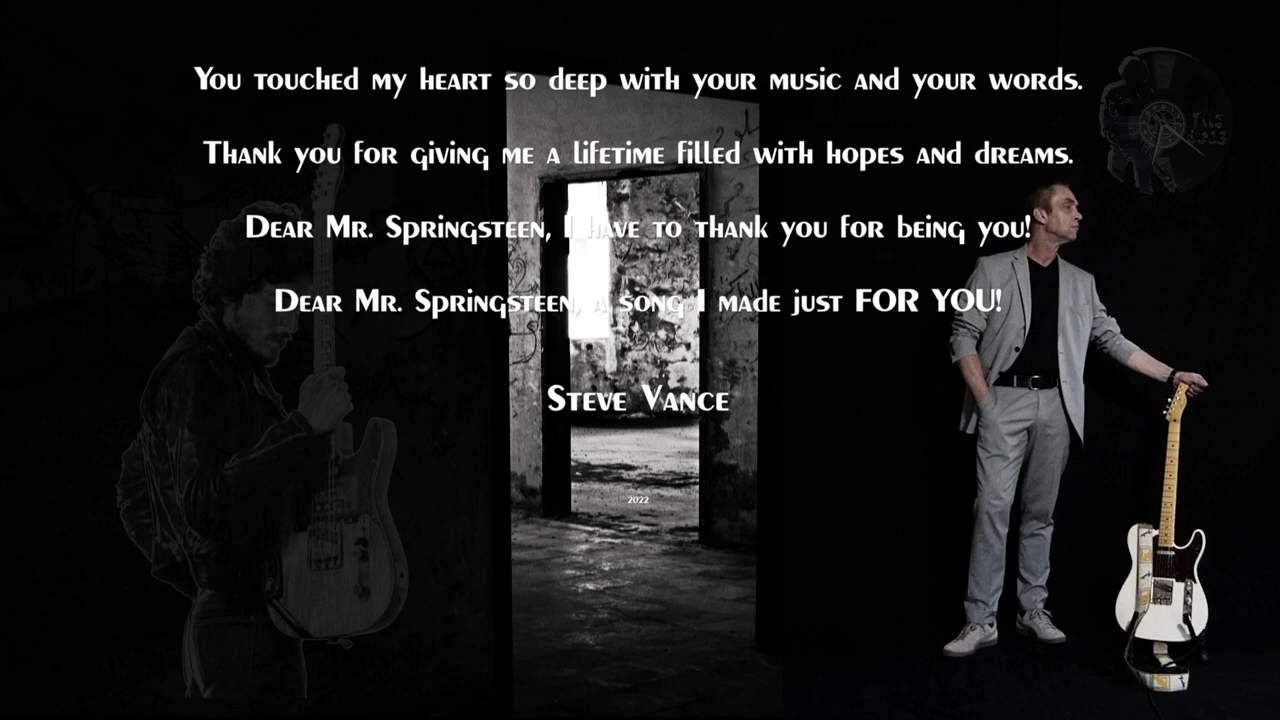 You touched my heart so deep with your music and your words.
Thank you for giving me a lifetime filled with hopes and dreams.
Dear Mr. Springsteen, I have to thank you for being you!
Dear Mr. Springsteen, a song I made just FOR YOU!
Steve Vance
2022